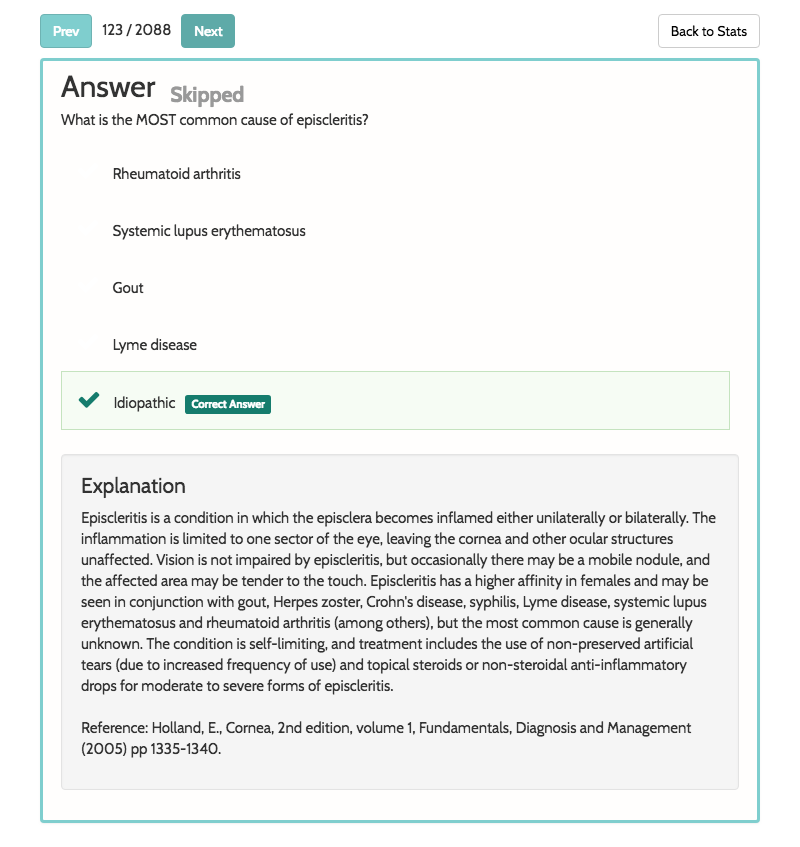 Prev 123 / 2088 Next Back to Stats
Answer Skipped
What is the MOST common cause of episcleritis?
Rheumatoid arthritis
Systemic lupus erythematosus
Gout
Lyme disease
Idiopathic Correct Answer
Explanation
Episcleritis is a condition in which the episclera becomes inflamed either unilaterally or bilaterally. The
inflammation is limited to one sector of the eye, leaving the cornea and other ocular structures
unaffected. Vision is not impaired by episcleritis, but occasionally there may be a mobile nodule, and
the affected area may be tender to the touch. Episcleritis has a higher affinity in females and may be
seen in conjunction with gout, Herpes zoster, Crohn's disease, syphilis, Lyme disease, systemic lupus
erythematosus and rheumatoid arthritis (among others), but the most common cause is generally
unknown. The condition is self-limiting, and treatment includes the use of non-preserved artificial
tears (due to increased frequency of use) and topical steroids or non-steroidal anti-inflammatory
drops for moderate to severe forms of episcleritis.
Reference: Holland, E., Cornea, 2nd edition, volume 1, Fundamentals, Diagnosis and Management
(2005) pp 1335-1340.